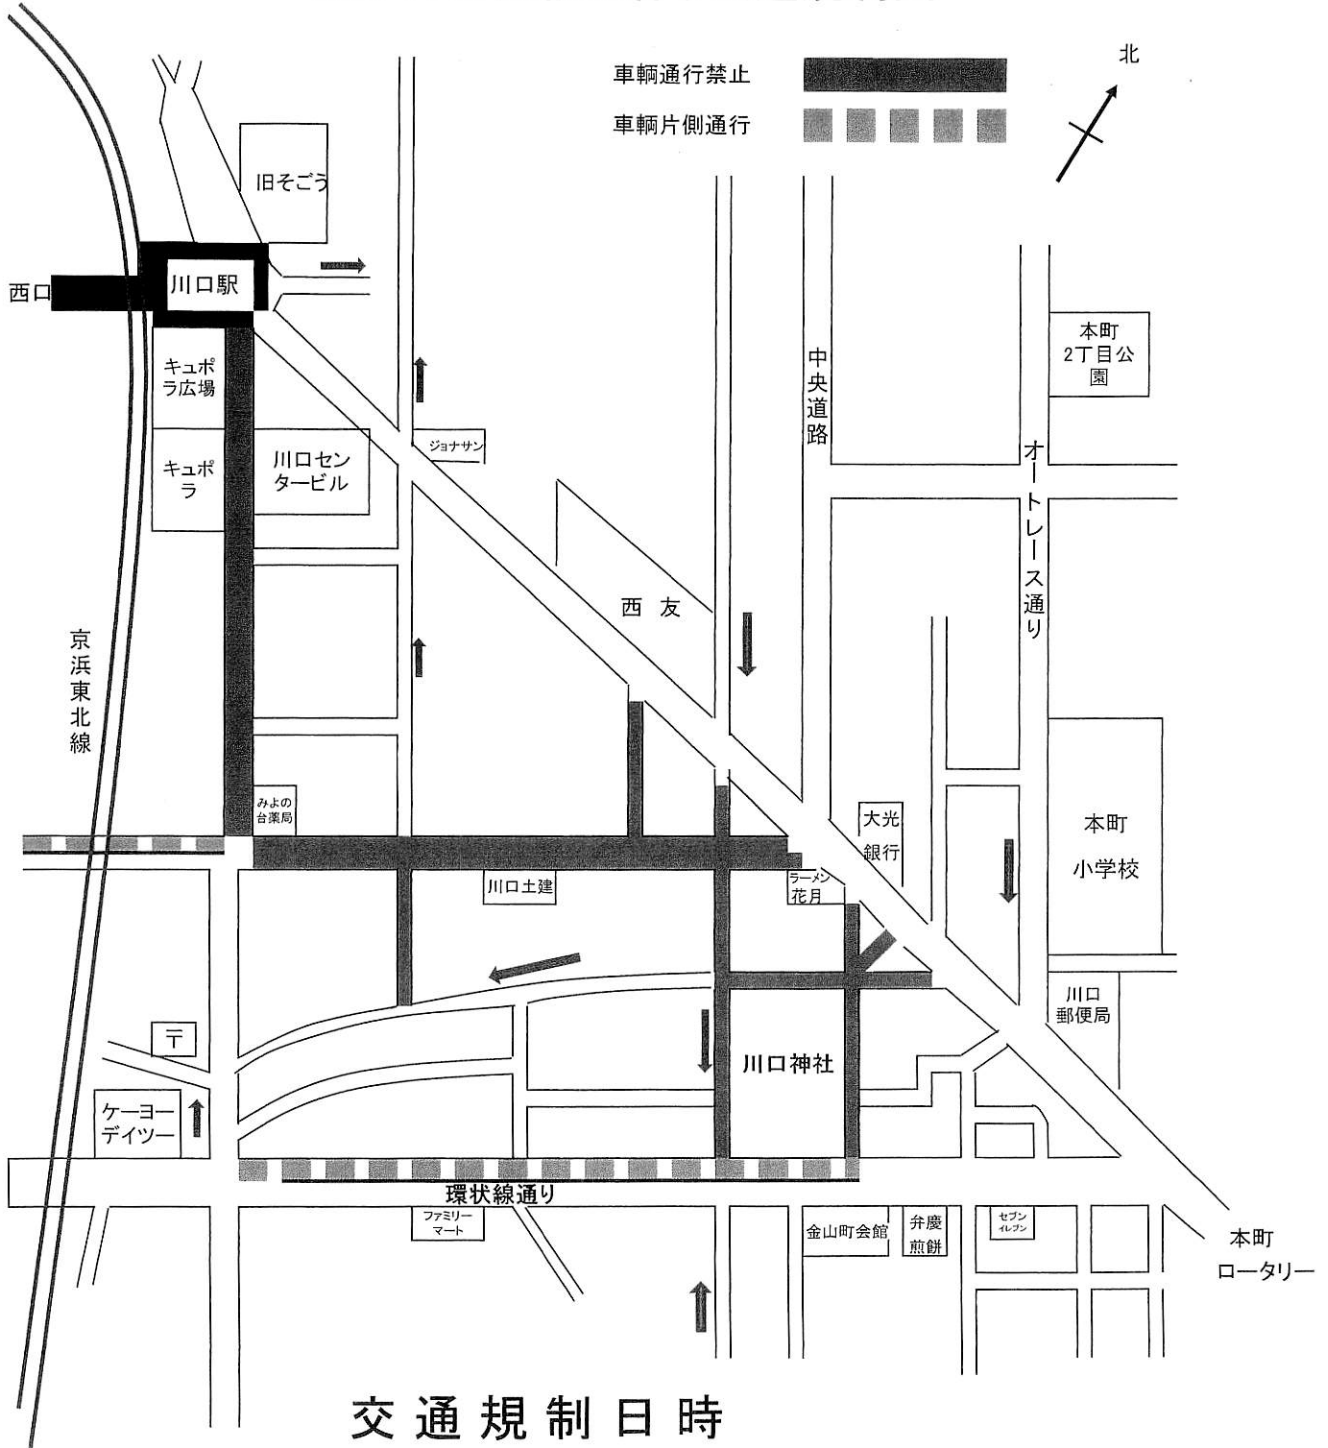 車輌通行禁止
車輌片側通行
北
旧そごう
西口
川口駅
キュポ
ラ広場
本町
2丁目公
園
中央道路
ジョナサン
キュポ
ラ
川口セン
タービル
オートレース通り
西 友
京浜東北線
みよの
台薬局
大光
銀行
本町
小学校
川口土建
ラーメン
花月
川口
郵便局
〒
川口神社
ケーヨー
デイツー
環状線通り
ファミリー
マート
金山町会館
弁慶
煎餅
セブン
イレブン
本町
ロータリー
交通規制日時